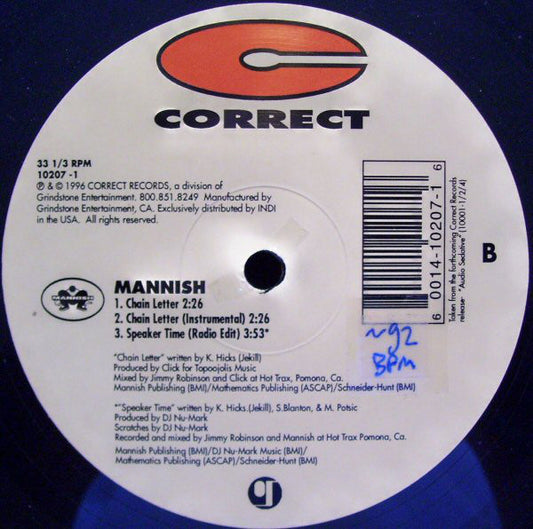 CORRECT
33 1/3 RPM
10207 -1
℗ & © 1996 CORRECT RECORDS, a division of
Grindstone Entertainment. 800.851.8249 Manufactured by
Grindstone Entertainment, CA. Exclusively distributed by INDI
in the USA. All rights reserved.
6 0014-10207-1 6
Taken from the forthcoming Correct Records
release- "Audio Sedative" (10001-1/2/4)
B
MANNISH
MANNISH
1. Chain Letter 2:26
2. Chain Letter (Instrumental) 2:26
3. Speaker Time (Radio Edit) 3:53*
~92
BPM
"Chain Letter" written by K. Hicks (Jekill)
Produced by Click for Topoojolis Music
Mixed by Jimmy Robinson and Click at Hot Trax, Pomona, Ca.
Mannish Publishing (BMI)/Mathematics Publishing (ASCAP)/Schneider-Hunt (BMI)
*"Speaker Time" written by K. Hicks.(Jekill), S.Blanton, & M. Potsic
Produced by DJ Nu-Mark
Scratches by DJ Nu-Mark
Recorded and mixed by Jimmy Robinson and Mannish at Hot Trax Pomona, Ca.
Mannish Publishing (BMI)/DJ Nu-Mark Music (BMI)/
Mathematics Publishing (ASCAP)/Schneider-Hunt (BMI)